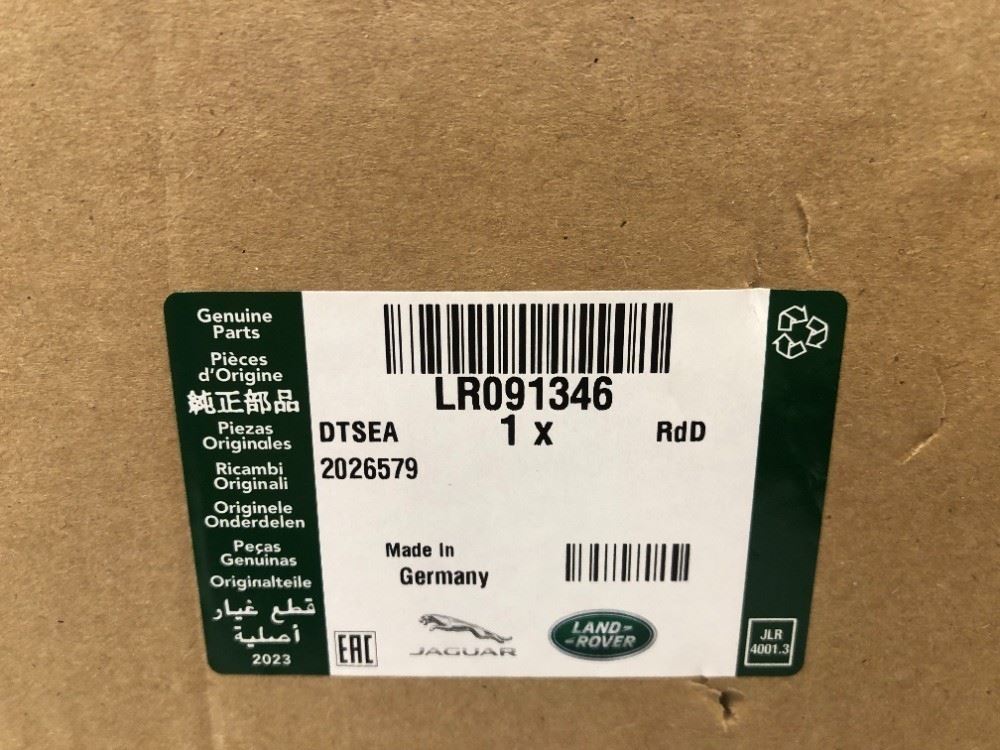 Genuine
Parts
Pièces
d'Origine
純正部品
Piezas
Originales
Ricambi
Originali
Originele
Onderdelen
Peças
Genuinas
Originalteile
قطع غيار
أصلية
2023
LR091346
DTSEA
1 x
RdD
2026579
Made In
Germany
EAC
JAGUAR
LAND-
-ROVER
JLR
4001.3